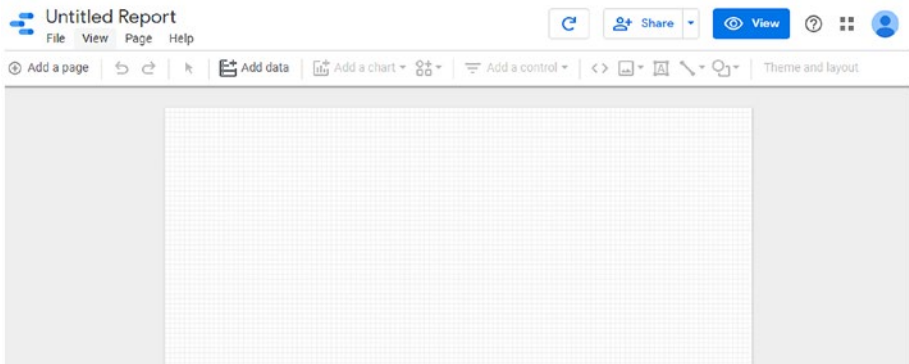 Untitled Report
File View Page Help
Share View
Add a page Add data Add a chart Add a control Theme and layout